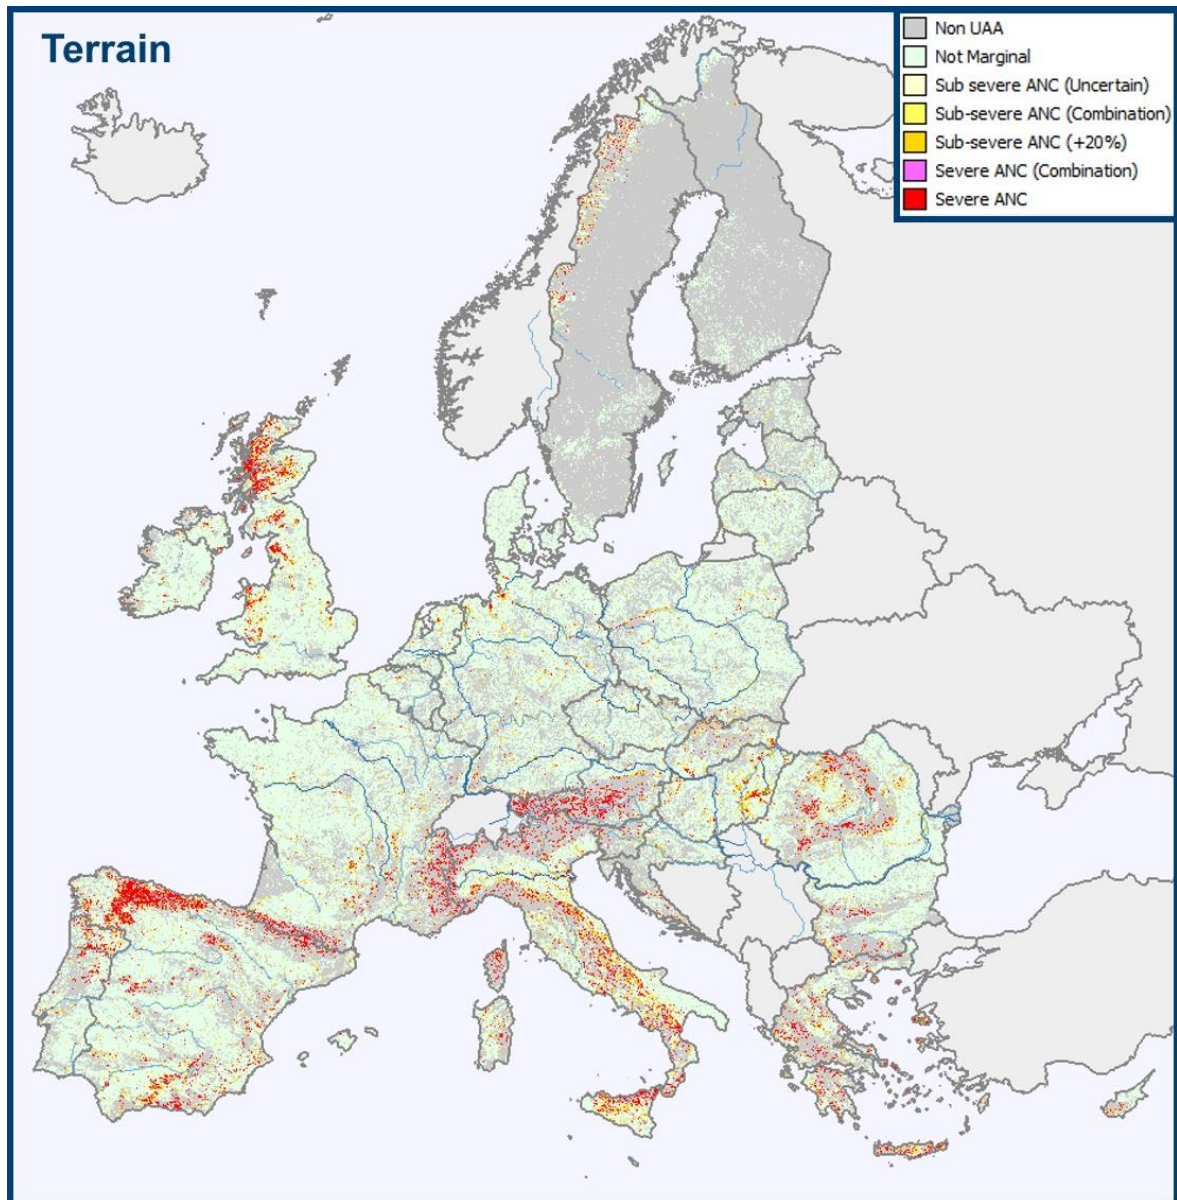 Terrain
Non UAA
Not Marginal
Sub severe ANC (Uncertain)
Sub-severe ANC (Combination)
Sub-severe ANC (+20%)
Severe ANC (Combination)
Severe ANC